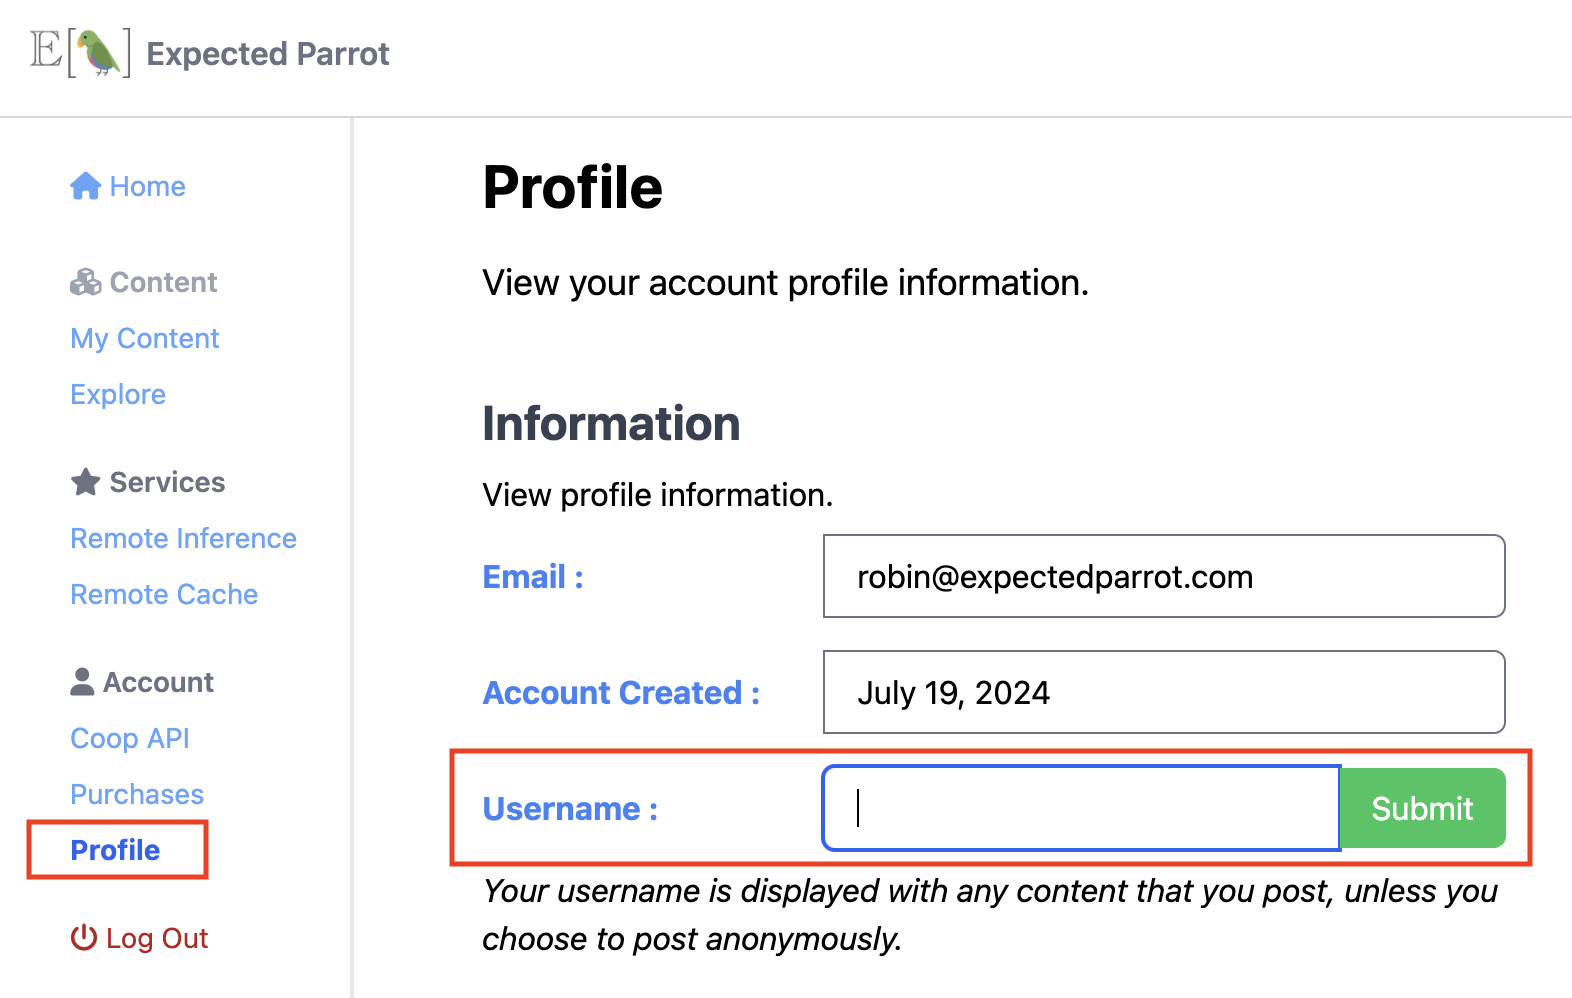 E[] Expected Parrot
Home
Content
My Content
Explore
Services
Remote Inference
Remote Cache
Account
Coop API
Purchases
Profile
Log Out
Profile
View your account profile information.
Information
View profile information.
Email : robin@expectedparrot.com
Account Created : July 19, 2024
Username : Submit
Your username is displayed with any content that you post, unless you
choose to post anonymously.